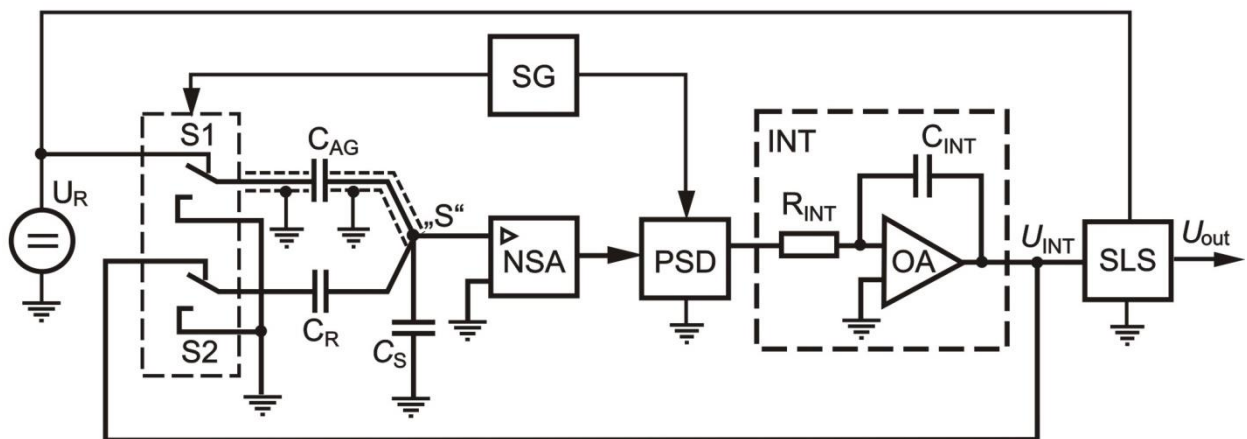 SG
S1
C_AG
INT
C_INT
U_R
„S“
R_INT
U_INT
U_out
NSA
PSD
OA
SLS
C_R
S2
C_S